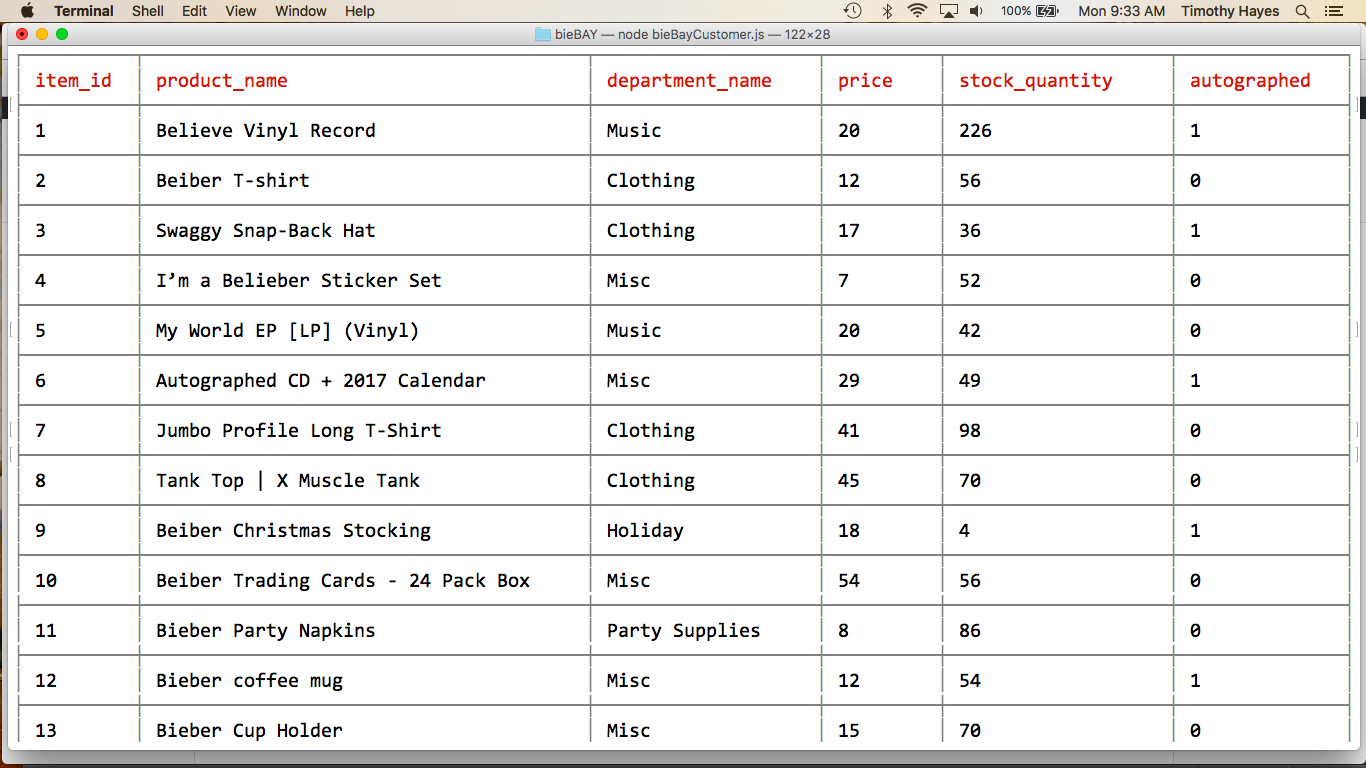 Terminal Shell Edit View Window Help 100% Mon 9:33 AM Timothy Hayes
bieBAY — node bieBayCustomer.js — 122×28
item_id product_name department_name price stock_quantity autographed
1 Believe Vinyl Record Music 20 226 1
2 Beiber T-shirt Clothing 12 56 0
3 Swaggy Snap-Back Hat Clothing 17 36 1
4 I’m a Belieber Sticker Set Misc 7 52 0
5 My World EP [LP] (Vinyl) Music 20 42 0
6 Autographed CD + 2017 Calendar Misc 29 49 1
7 Jumbo Profile Long T-Shirt Clothing 41 98 0
8 Tank Top | X Muscle Tank Clothing 45 70 0
9 Beiber Christmas Stocking Holiday 18 4 1
10 Beiber Trading Cards - 24 Pack Box Misc 54 56 0
11 Bieber Party Napkins Party Supplies 8 86 0
12 Bieber coffee mug Misc 12 54 1
13 Bieber Cup Holder Misc 15 70 0